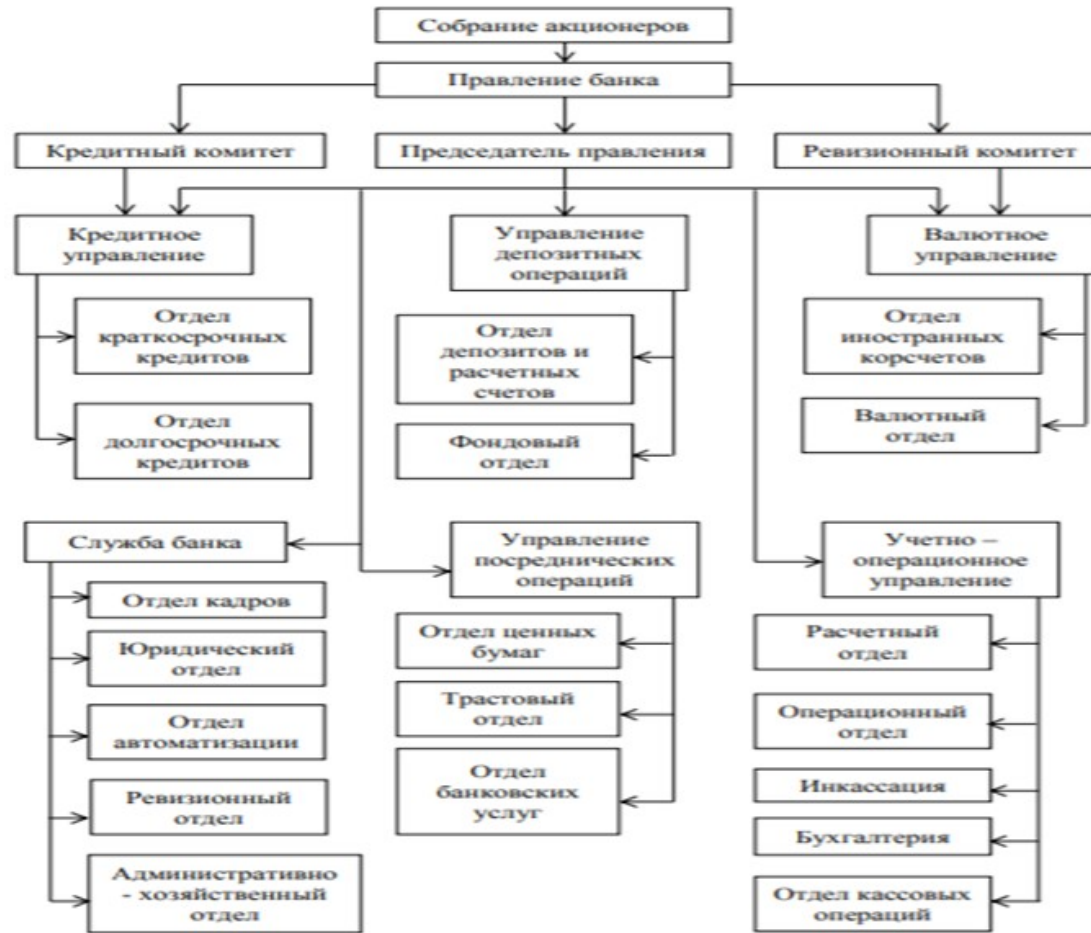 Собрание акционеров
Правление банка
Кредитный комитет
Председатель правления
Ревизионный комитет
Кредитное
управление
Управление
депозитных
операций
Валютное
управление
Отдел
краткосрочных
кредитов
Отдел
долгосрочных
кредитов
Отдел
депозитов и
расчетных
счетов
Фондовый
отдел
Отдел
иностранных
корсчетов
Валютный
отдел
Служба банка
Отдел кадров
Юридический
отдел
Отдел
автоматизации
Ревизионный
отдел
Административно
- хозяйственный
отдел
Управление
посреднических
операций
Отдел ценных
бумаг
Трастовый
отдел
Отдел
банковских
услуг
Учетно –
операционное
управление
Расчетный
отдел
Операционный
отдел
Инкассация
Бухгалтерия
Отдел кассовых
операций